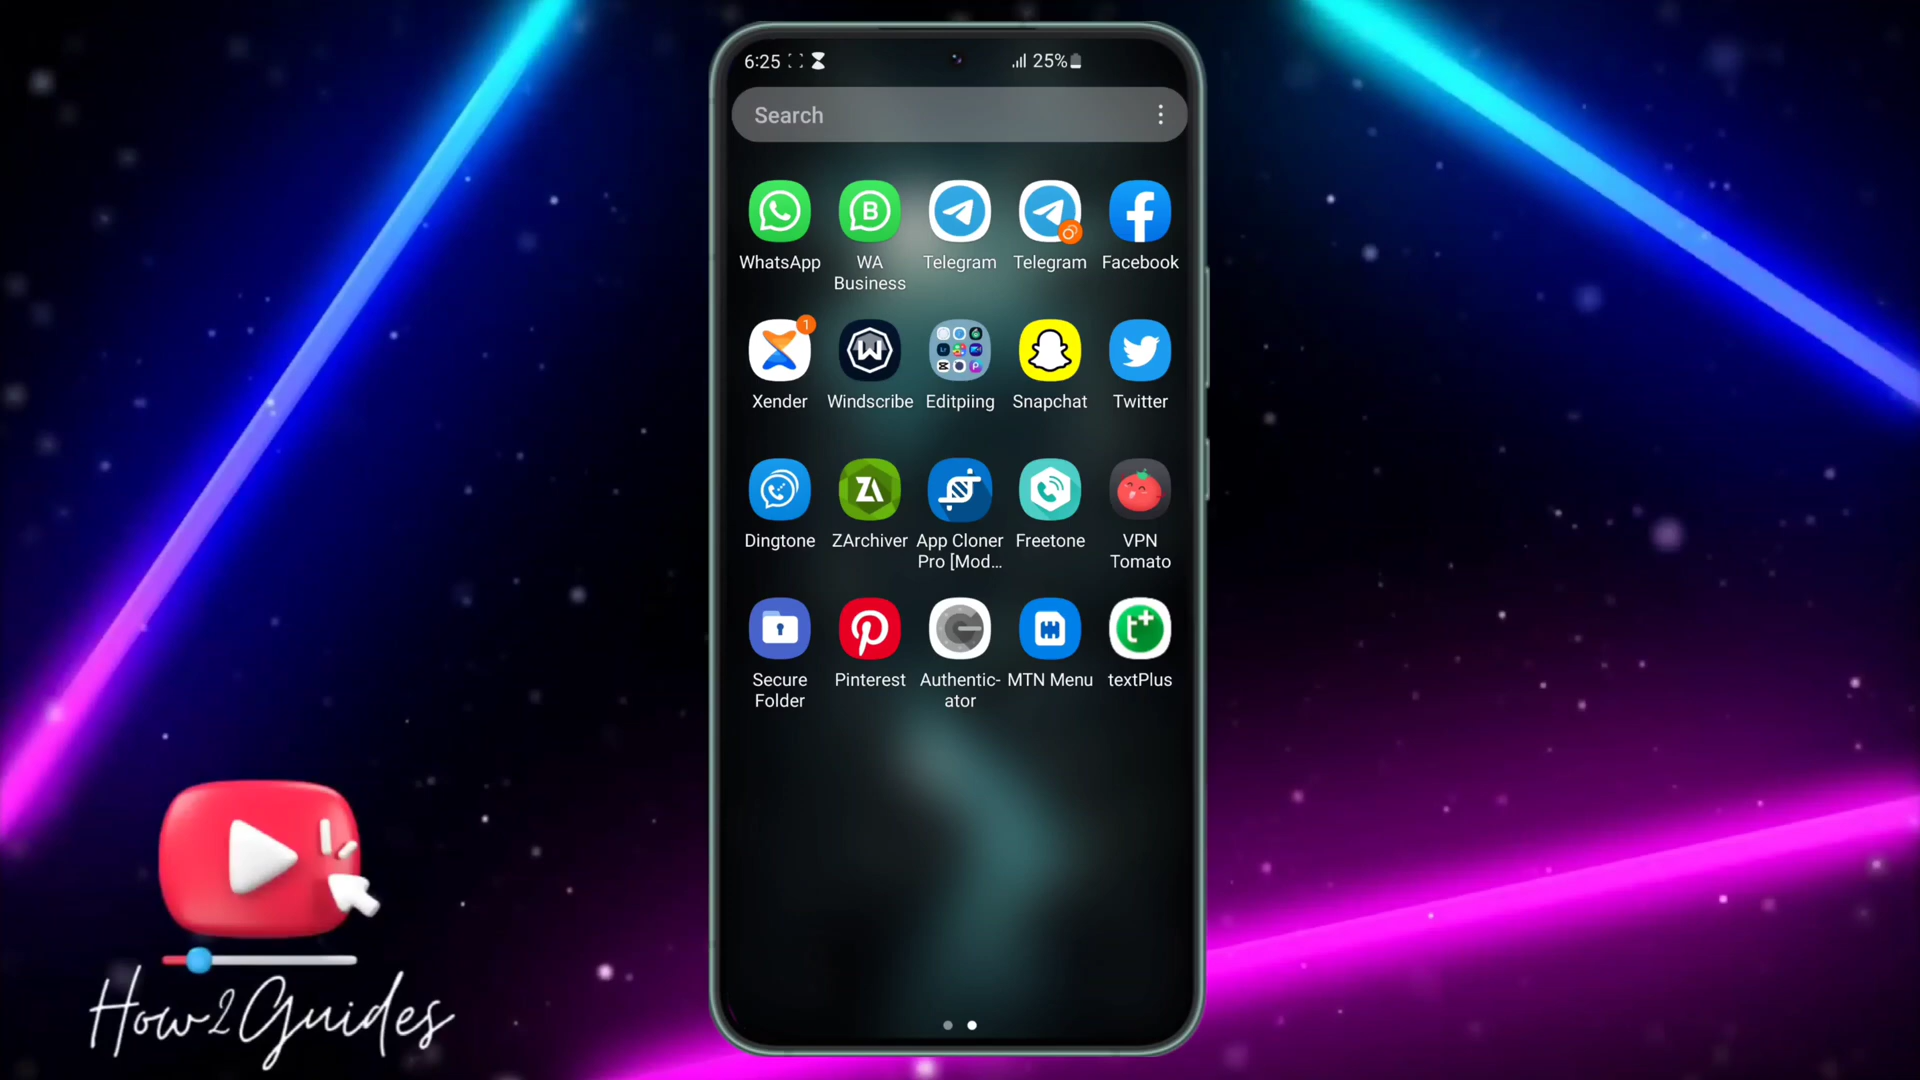 6:25
25%
Search
WhatsApp
WA Business
Telegram
Telegram
Facebook
1
Xender
Windscribe
Editpiing
Snapchat
Twitter
Dingtone
ZArchiver
App Cloner
Pro [Mod...
Freetone
VPN
Tomato
Secure
Folder
Pinterest
Authentic-
ator
MTN Menu
textPlus
How2Guides